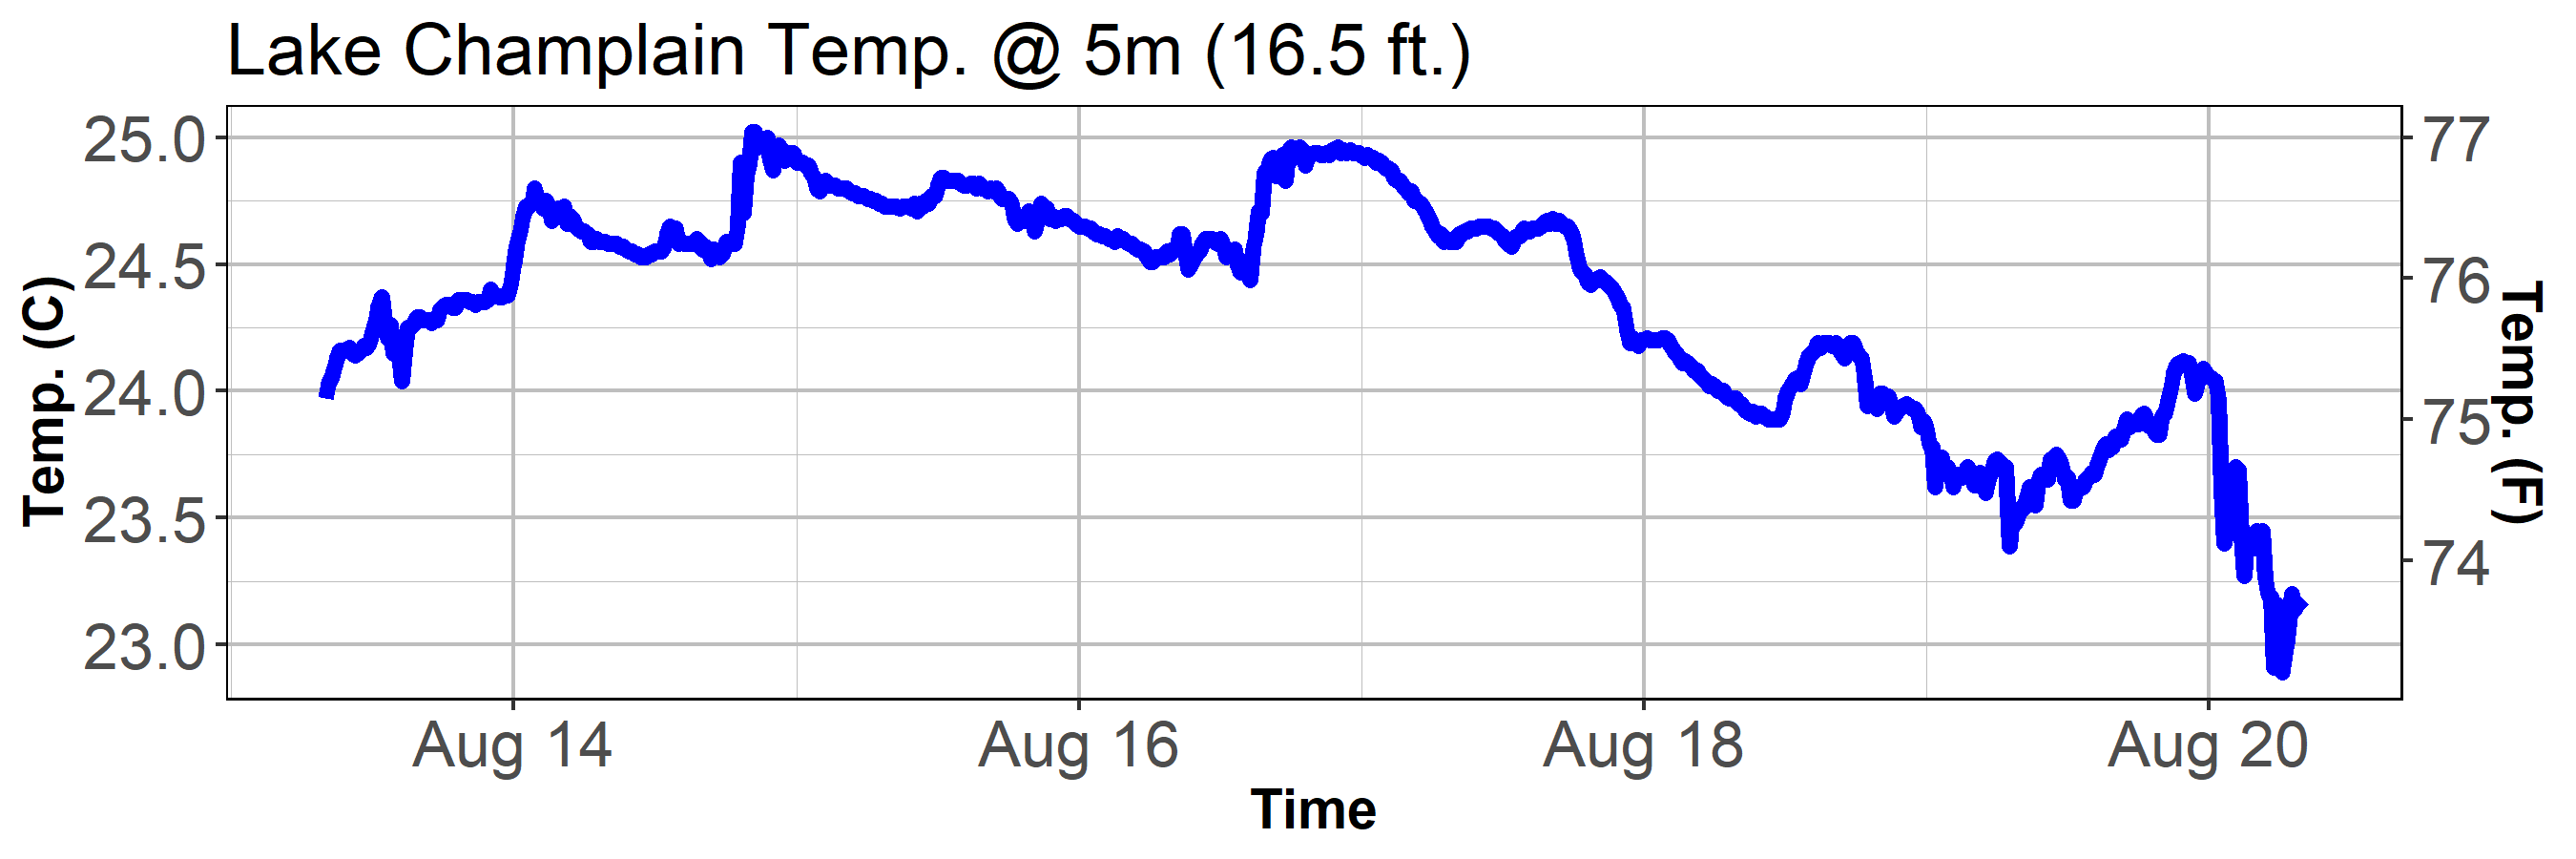 Lake Champlain Temp. @ 5m (16.5 ft.)
Temp. (C)
25.0
24.5
24.0
23.5
23.0
77
76
75
74
Temp. (F)
Aug 14
Aug 16
Aug 18
Aug 20
Time